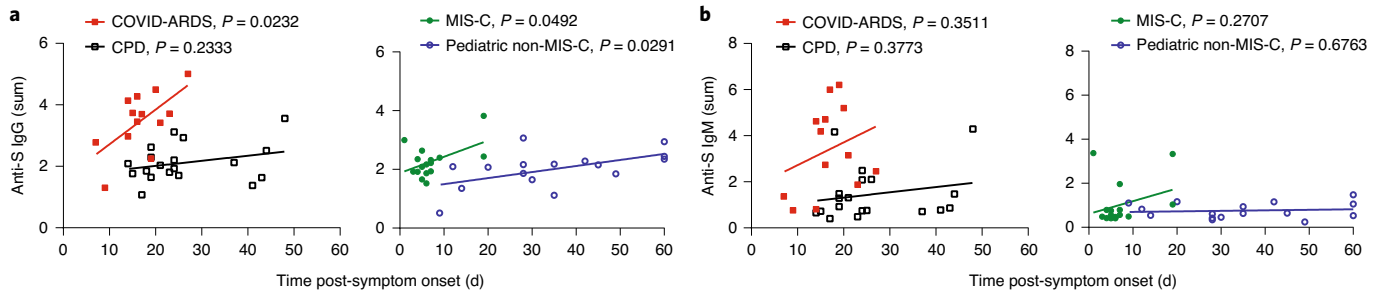 a
COVID-ARDS, P = 0.0232
CPD, P = 0.2333
MIS-C, P = 0.0492
Pediatric non-MIS-C, P = 0.0291
Anti-S IgG (sum)
6
4
2
0
0 10 20 30 40 50 60
6
4
2
0
0 10 20 30 40 50 60
Time post-symptom onset (d)
b
COVID-ARDS, P = 0.3511
CPD, P = 0.3773
MIS-C, P = 0.2707
Pediatric non-MIS-C, P = 0.6763
Anti-S IgM (sum)
8
6
4
2
0
0 10 20 30 40 50 60
8
6
4
2
0
0 10 20 30 40 50 60
Time post-symptom onset (d)